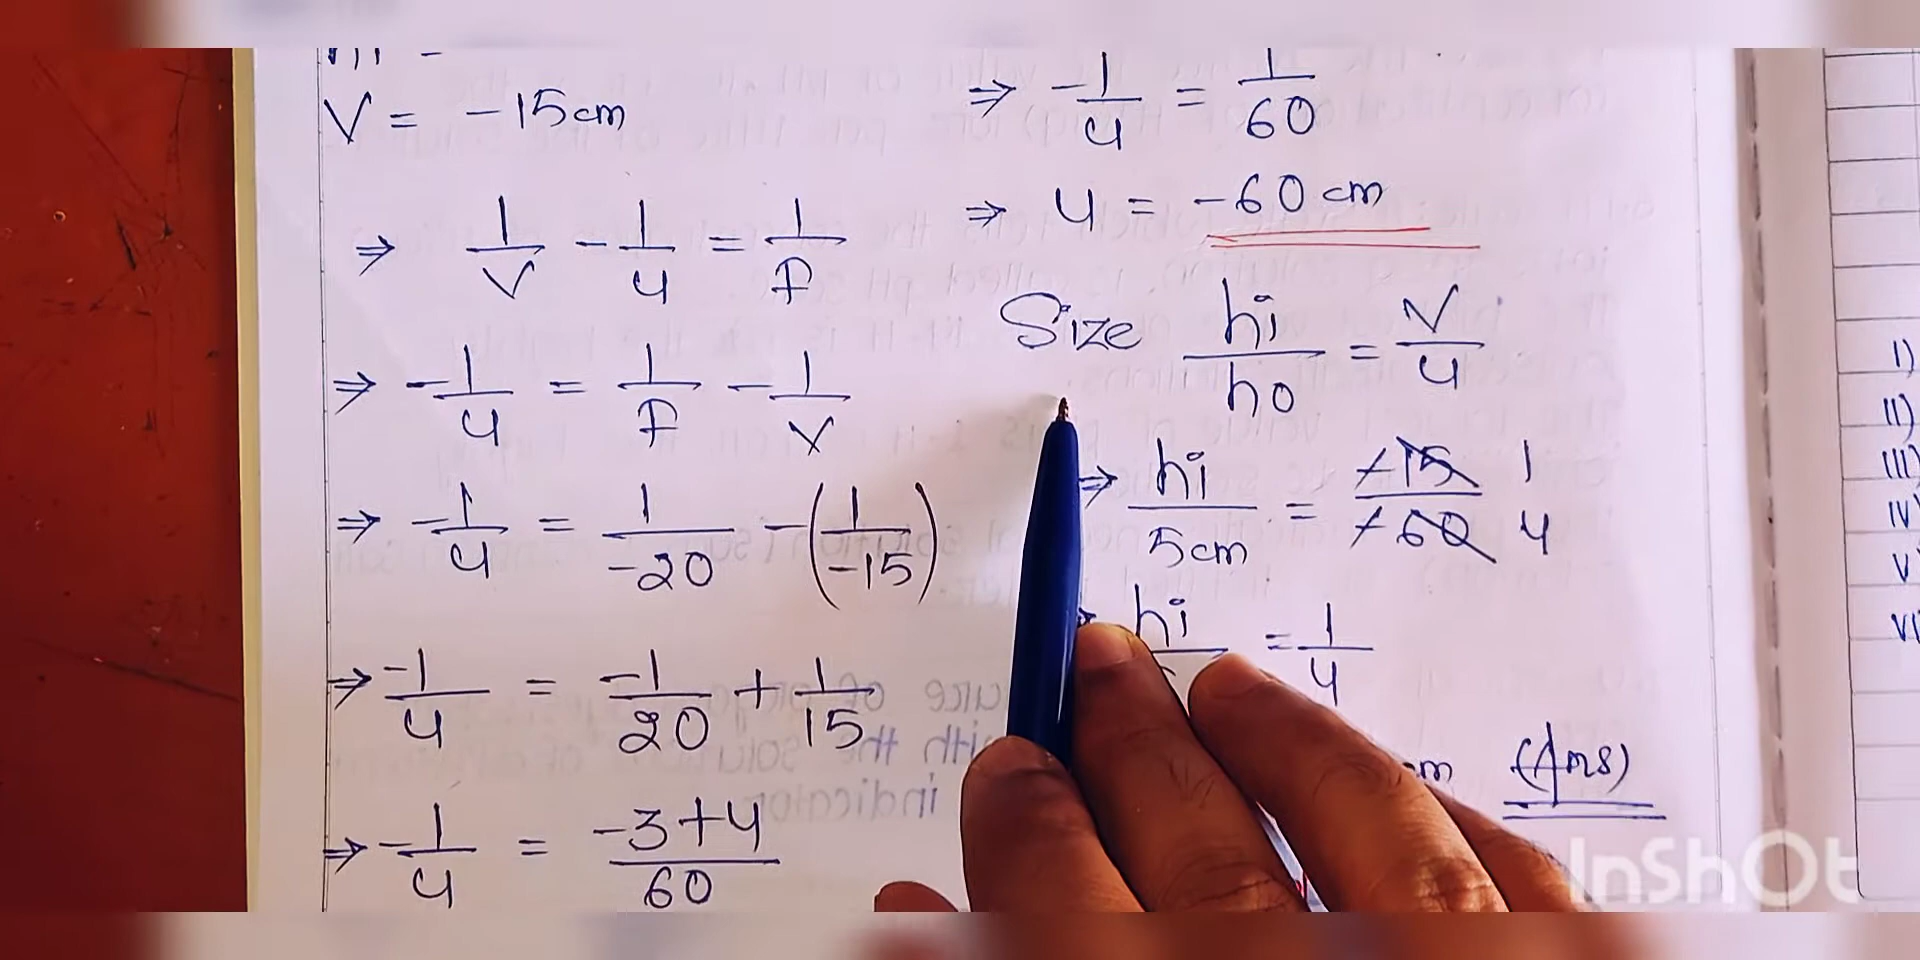 V = -15cm
⇒ 1/V - 1/u = 1/f
⇒ -1/u = 1/f - 1/V
⇒ -1/u = 1/-20 - (1/-15)
⇒ -1/u = -1/20 + 1/15
⇒ -1/u = -3+4/60
⇒ -1/u = 1/60
⇒ u = -60cm
Size hi/ho = V/u
⇒ hi/5cm = -15/-60 1/4
hi = 1/4
cm (Ans)
I)
II)
III)
IV)
V)
VI
InShOt